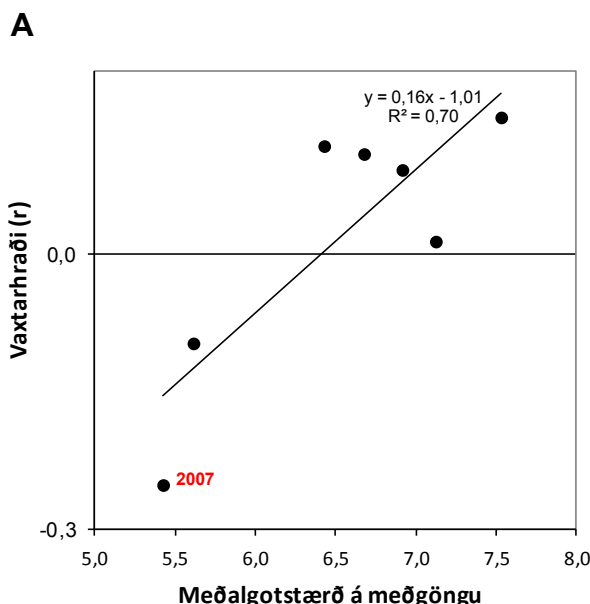 A
y = 0,16x - 1,01
R² = 0,70
Vaxtarhraði (r)
0,0
2007
-0,3
5,0 5,5 6,0 6,5 7,0 7,5 8,0
Meðalgotstærð á meðgöngu